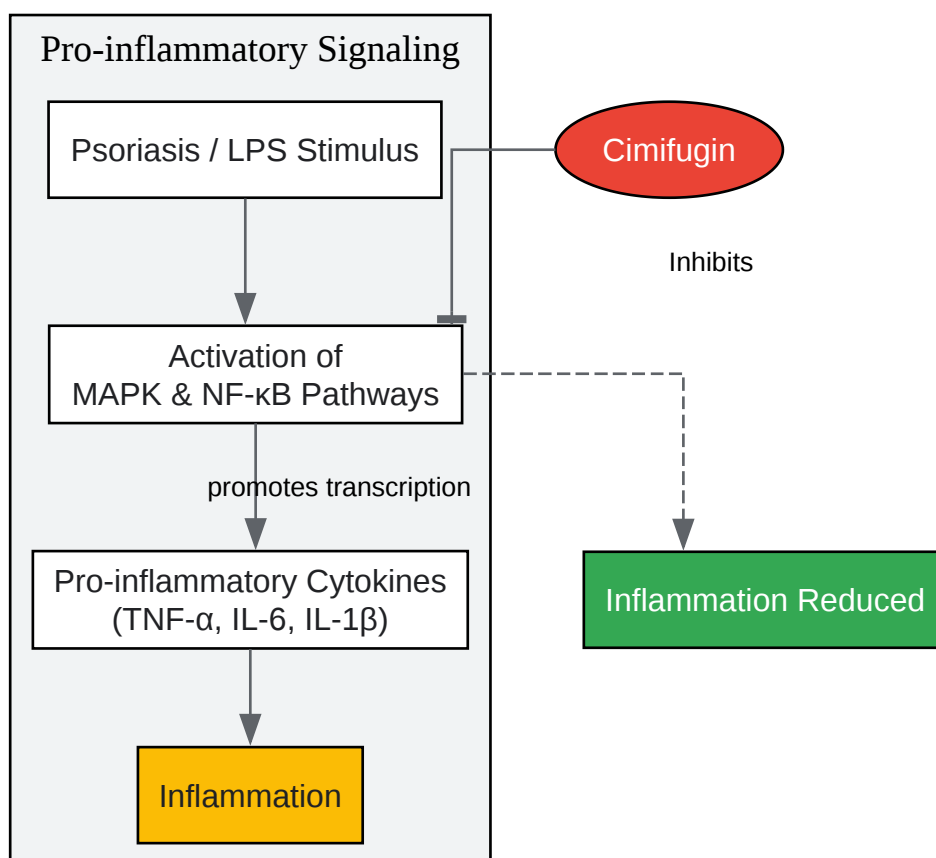 Pro-inflammatory Signaling
Psoriasis / LPS Stimulus
Cimifugin
Inhibits
Activation of
MAPK & NF-κB Pathways
promotes transcription
Pro-inflammatory Cytokines
(TNF-α, IL-6, IL-1β)
Inflammation Reduced
Inflammation